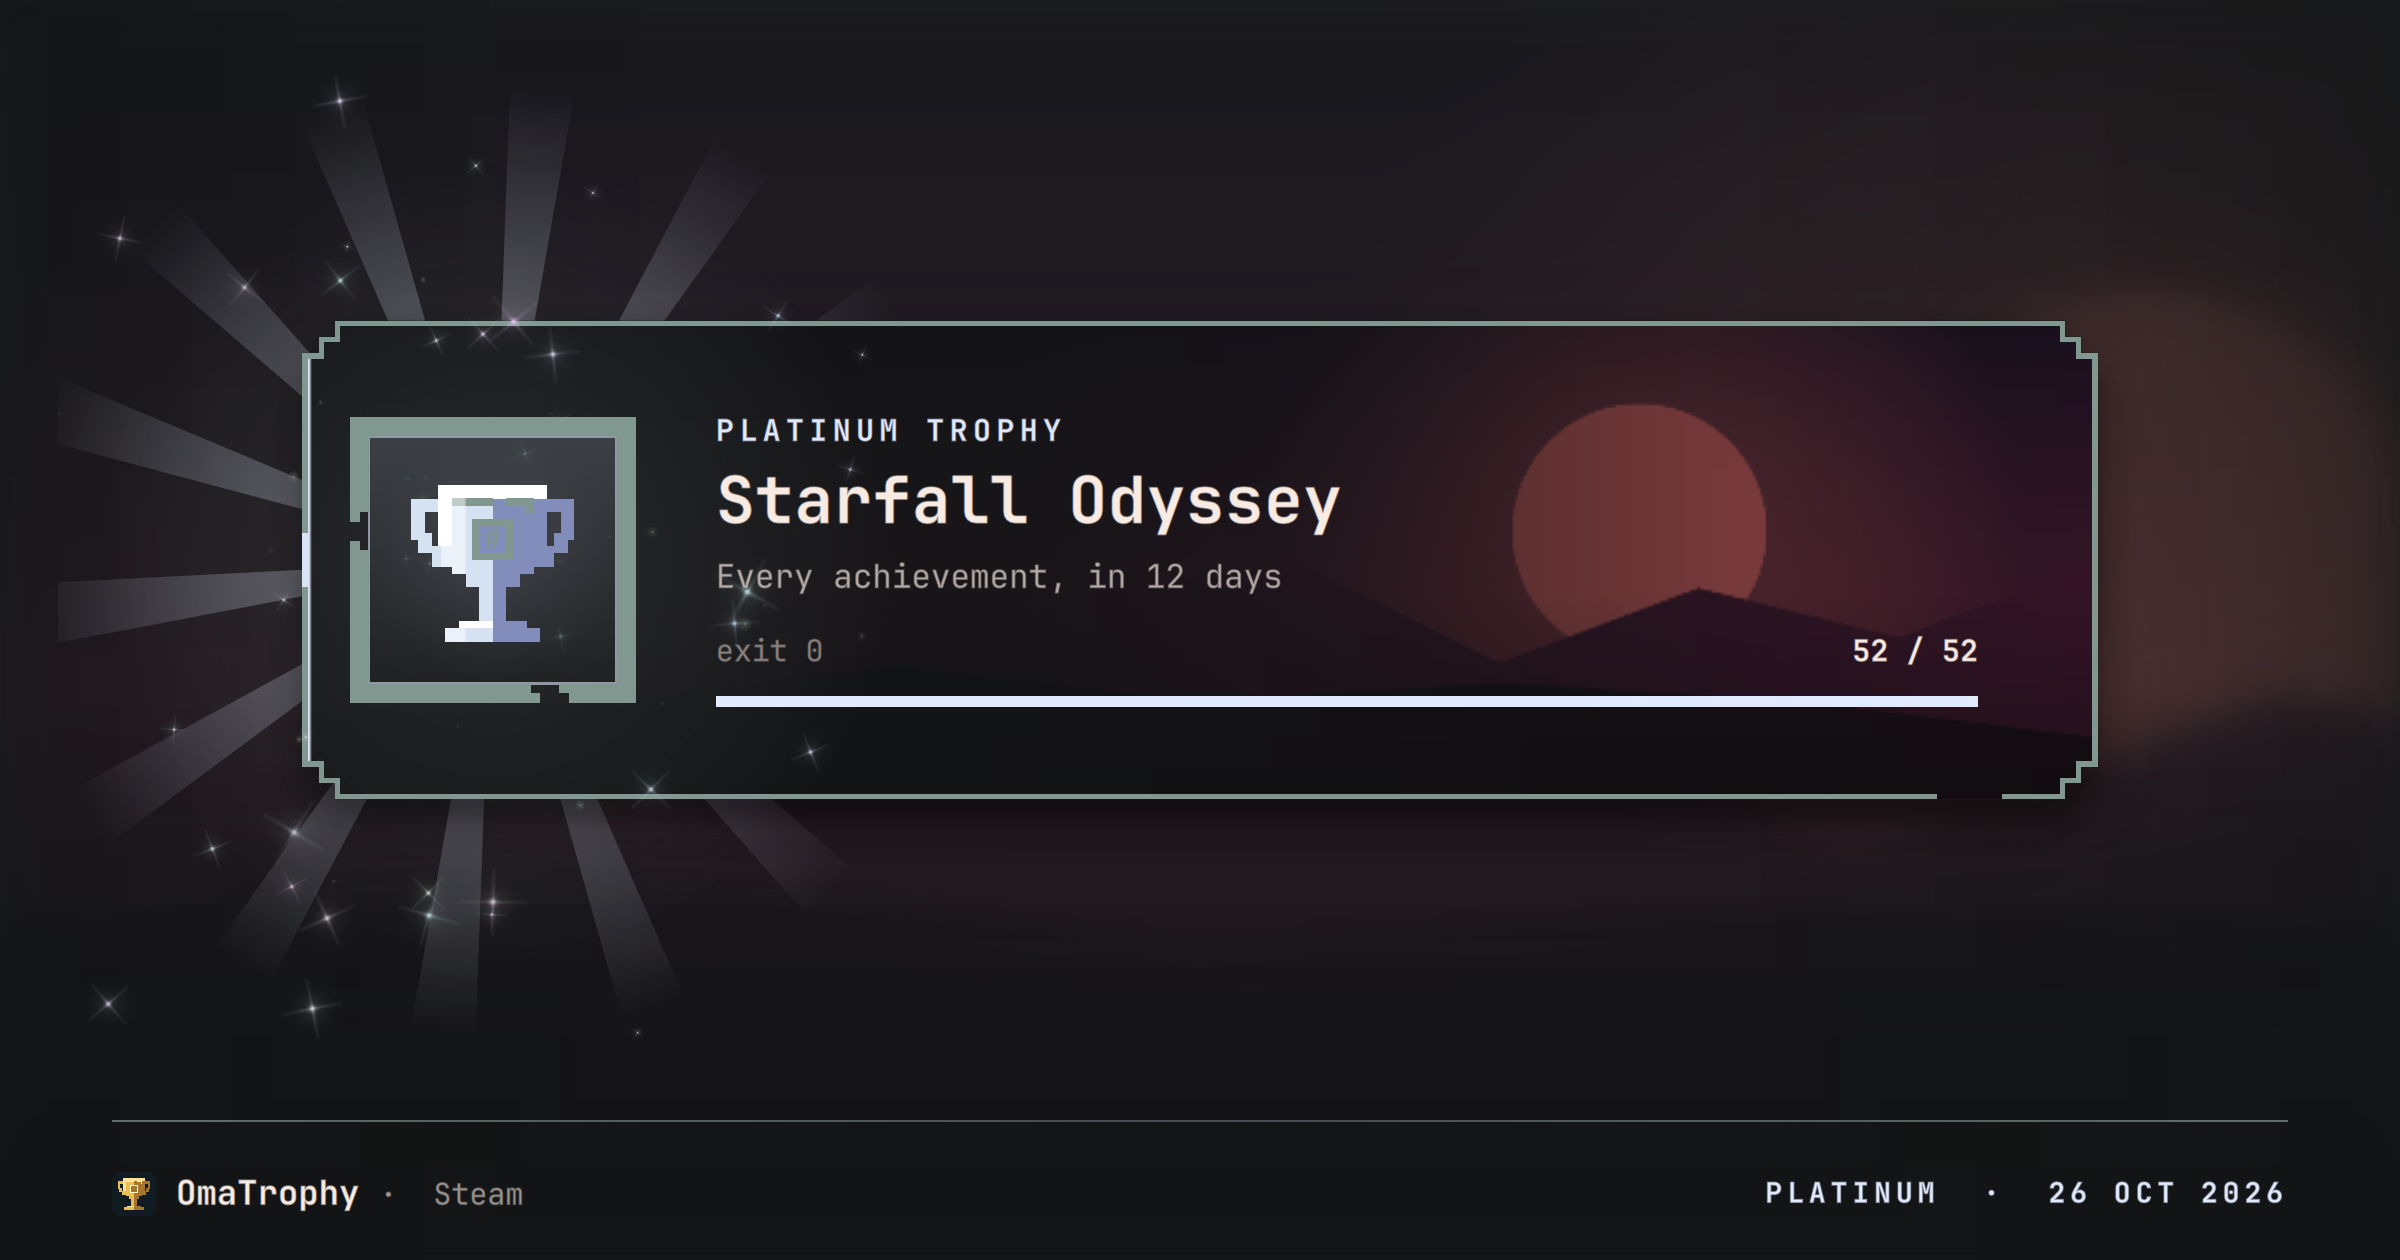 PLATINUM TROPHY
Starfall Odyssey
Every achievement, in 12 days
exit 0
52 / 52
OmaTrophy · Steam
PLATINUM · 26 OCT 2026